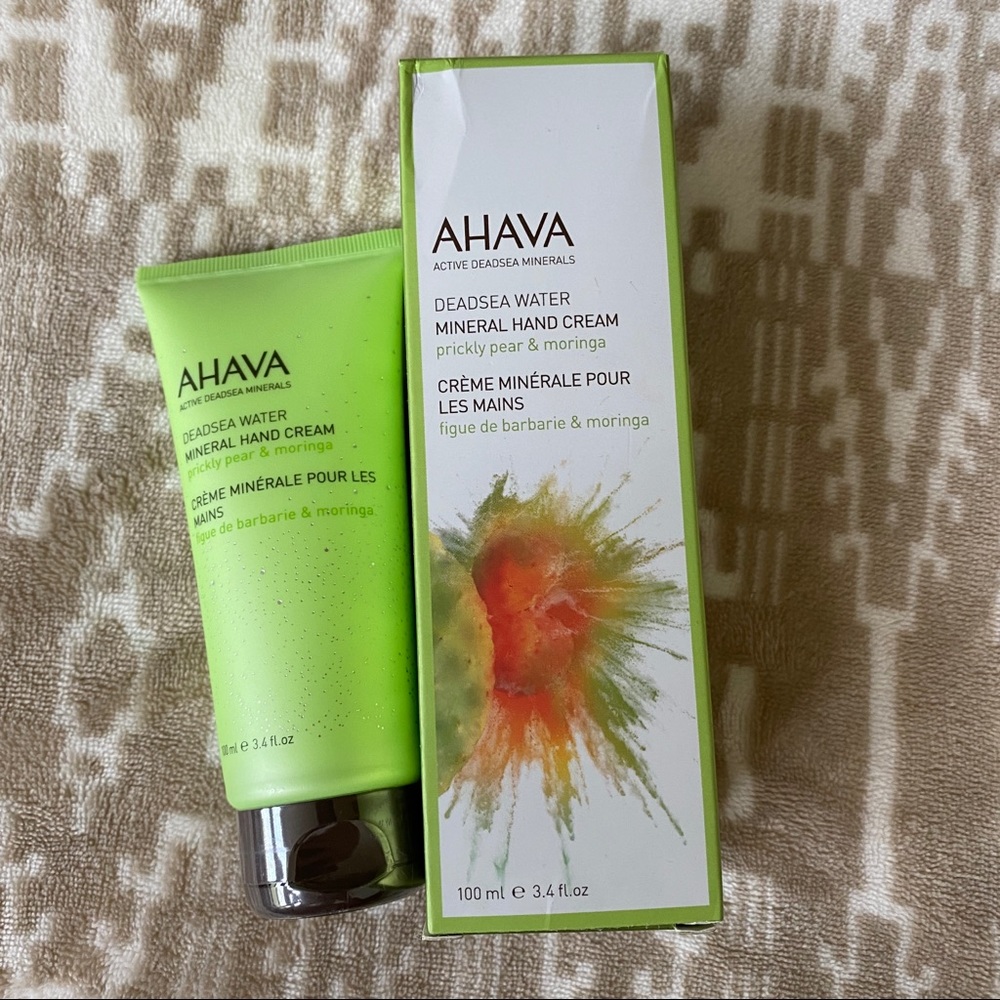 AHAVA
ACTIVE DEADSEA MINERALS
DEADSEA WATER
MINERAL HAND CREAM
prickly pear & moringa
CRÈME MINÉRALE POUR LES
MAINS
figue de barbarie & moringa
100 ml e 3.4 fl.oz
AHAVA
ACTIVE DEADSEA MINERALS
DEADSEA WATER
MINERAL HAND CREAM
prickly pear & moringa
CRÈME MINÉRALE POUR
LES MAINS
figue de barbarie & moringa
100 ml e 3.4 fl.oz